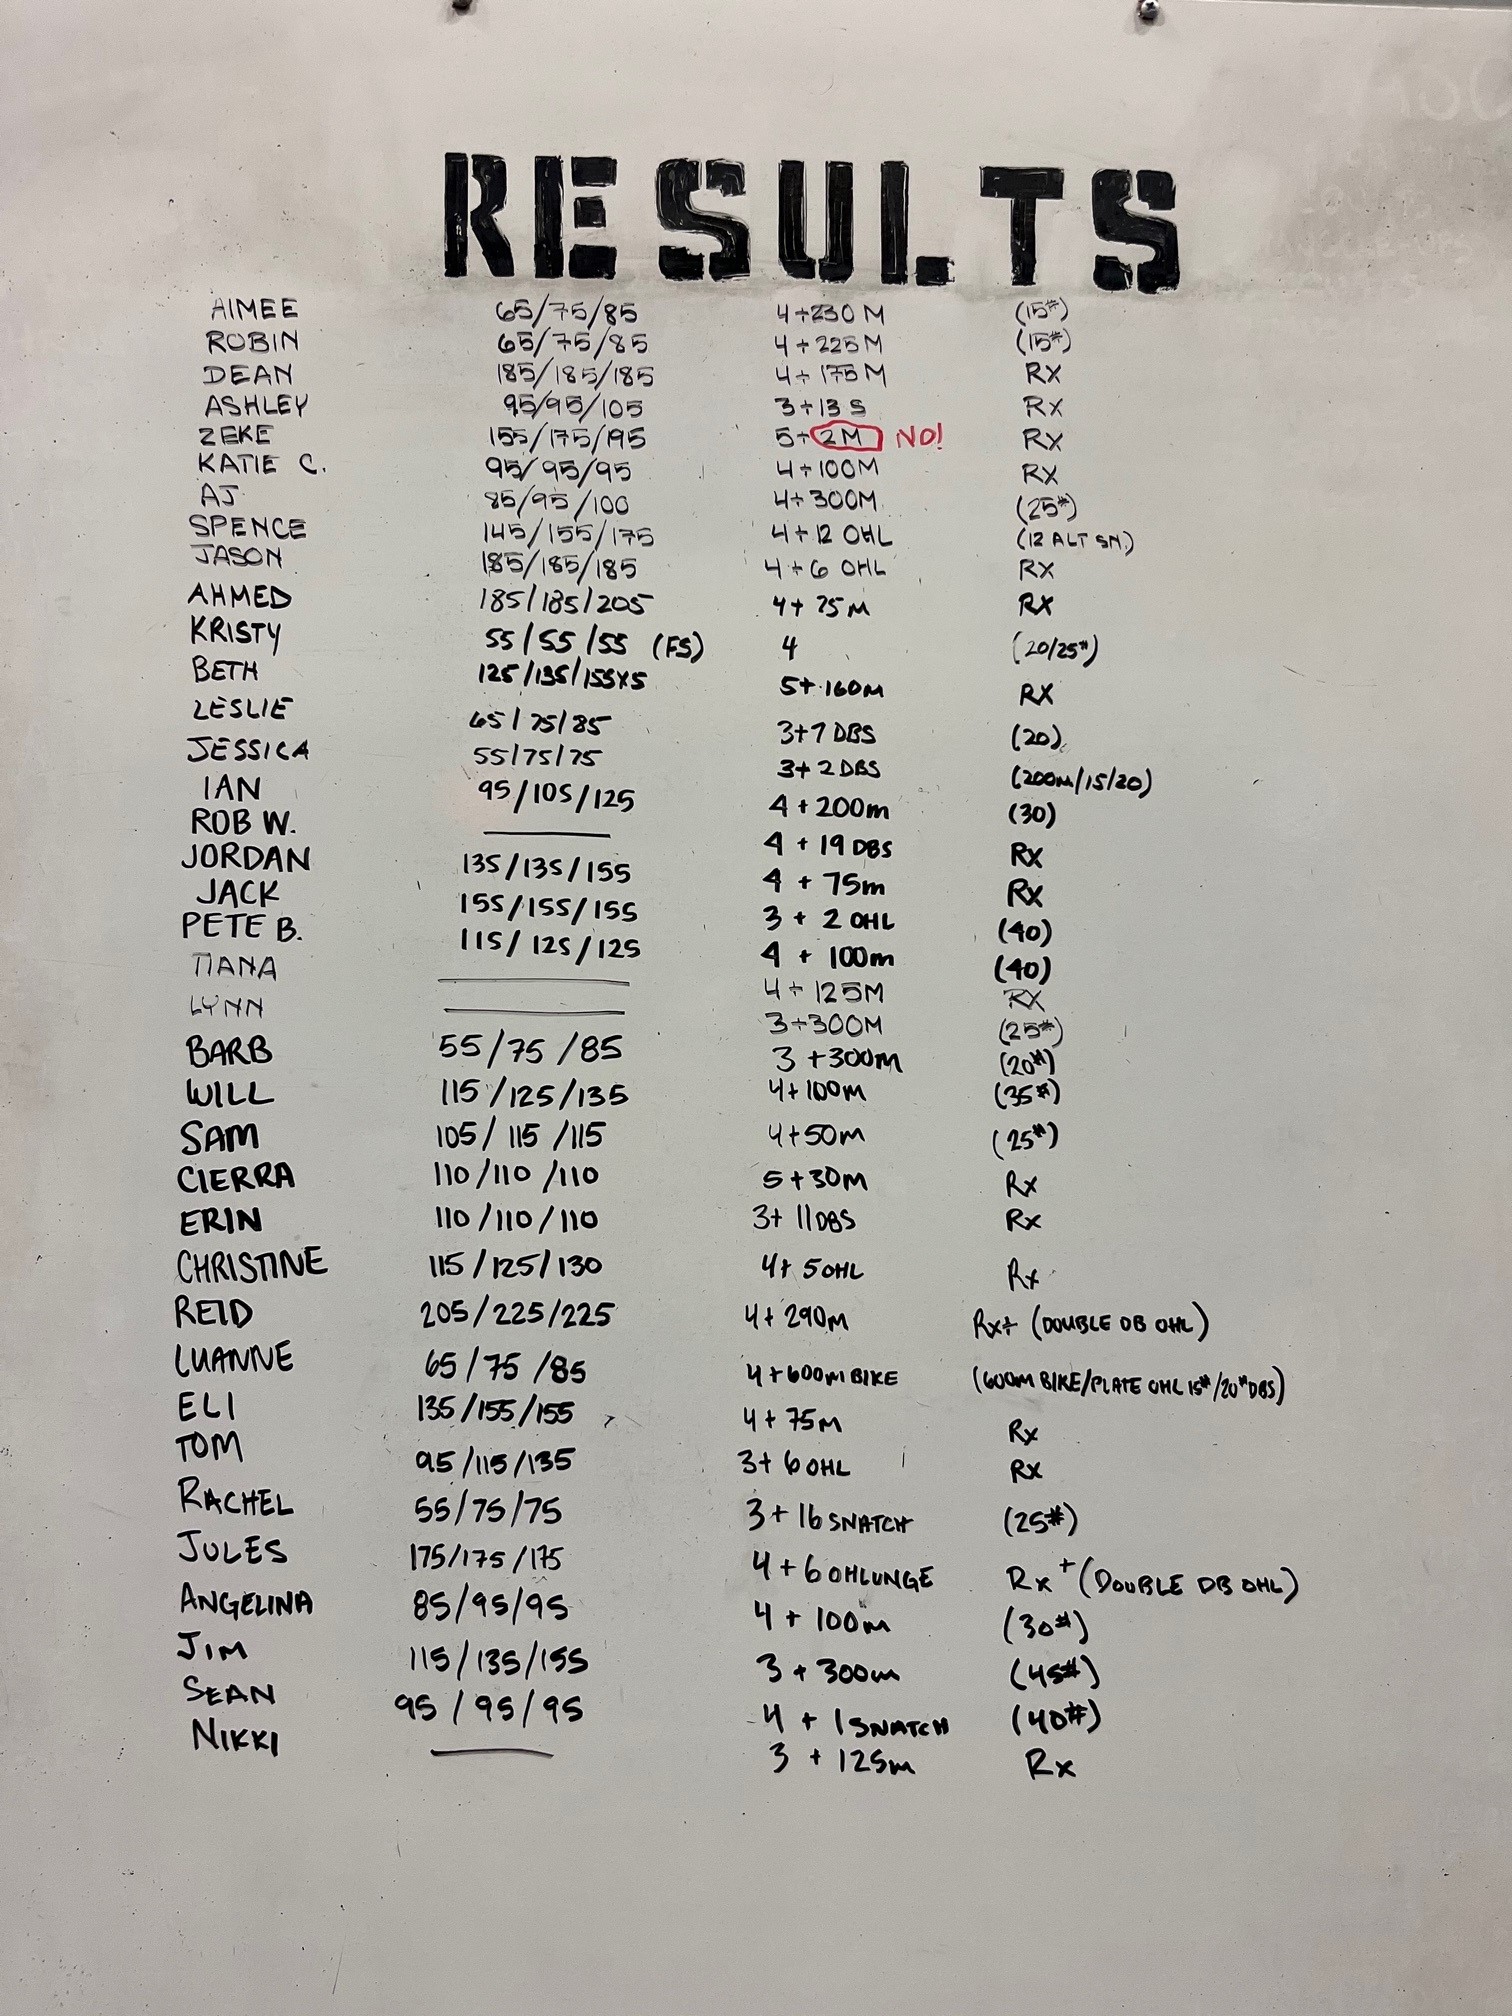 RESULTS
AIMEE 65/75/85 4+230M (15#)
ROBIN 65/75/85 4+225M (15#)
DEAN 185/185/185 4+175M RX
ASHLEY 95/95/105 3+13 S RX
ZEKE 155/175/195 5+2M NO! RX
KATIE C. 95/95/95 4+100M RX
AJ 85/95/100 4+300M (25#)
SPENCE 145/155/175 4+12 OHL (12 ALT SN.)
JASON 185/185/185 4+6 OHL RX
AHMED 185/185/205 4+75M RX
KRISTY 55/55/55 (FS) 4 (20/25#)
BETH 125/135/155x5 5+160M RX
LESLIE 65/75/85 3+7 DBS (20)
JESSICA 55/75/75 3+2 DBS (200m/15/20)
IAN 95/105/125 4+200m (30)
ROB W. 4+19 DBS RX
JORDAN 135/135/155 4+75m RX
JACK 155/155/155 3+2 OHL (40)
PETE B. 115/125/125 4+100m (40)
TIANA 4+125M RX
LYNN 3+300M (25#)
BARB 55/75/85 3+300m (20#)
WILL 115/125/135 4+100m (35#)
SAM 105/115/115 4+50m (25#)
CIERRA 110/110/110 5+30M Rx
ERIN 110/110/110 3+11DBS Rx
CHRISTINE 115/125/130 4+5OHL Rx
REID 205/225/225 4+290m Rx+ (DOUBLE DB OHL)
LUANNE 65/75/85 4+600m BIKE (600M BIKE/PLATE OHL 15#/20# DBS)
ELI 135/155/155 4+75M Rx
TOM 95/115/135 3+6 OHL Rx
RACHEL 55/75/75 3+16 SNATCH (25#)
JULES 175/175/175 4+6 OHLUNGE Rx+ (DOUBLE DB OHL)
ANGELINA 85/95/95 4+100m (30#)
JIM 115/135/155 3+300m (45#)
SEAN 95/95/95 4+1 SNATCH (40#)
NIKKI 3+125m Rx